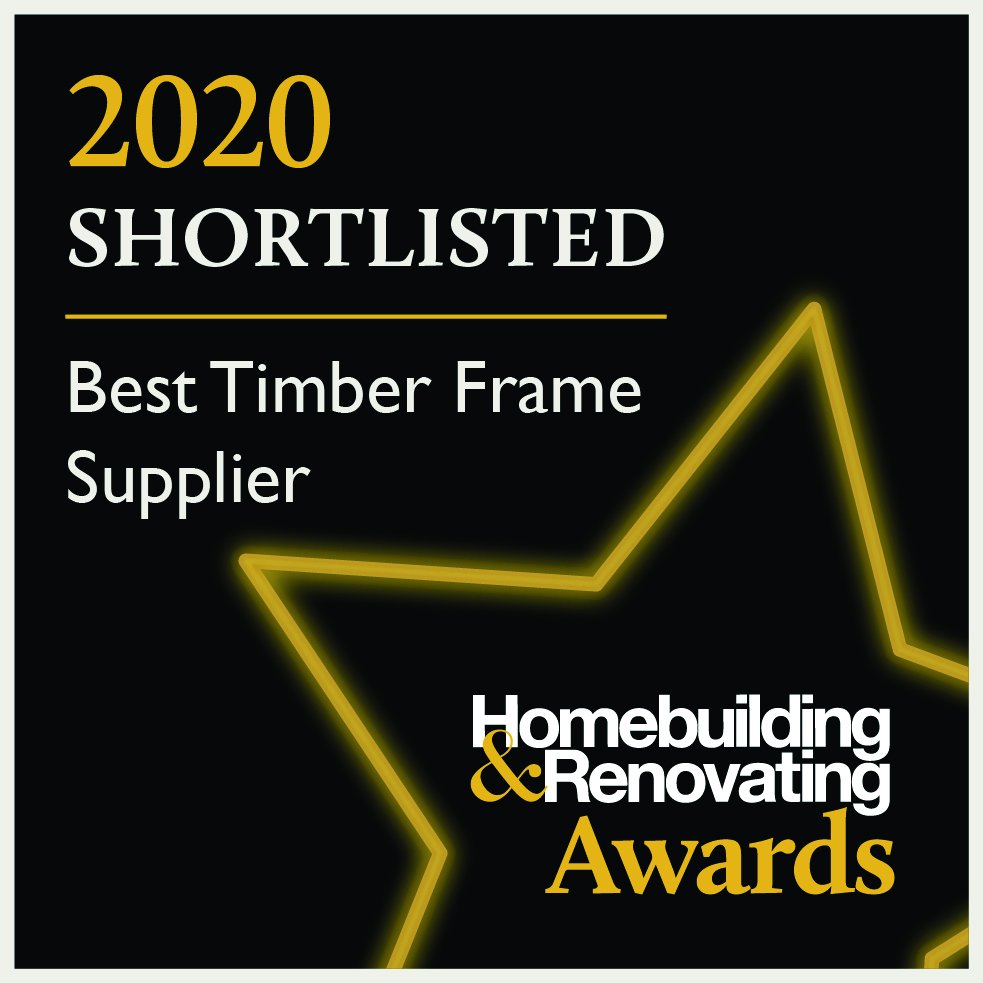 2020
SHORTLISTED
Best Timber Frame
Supplier
Homebuilding
&Renovating
Awards